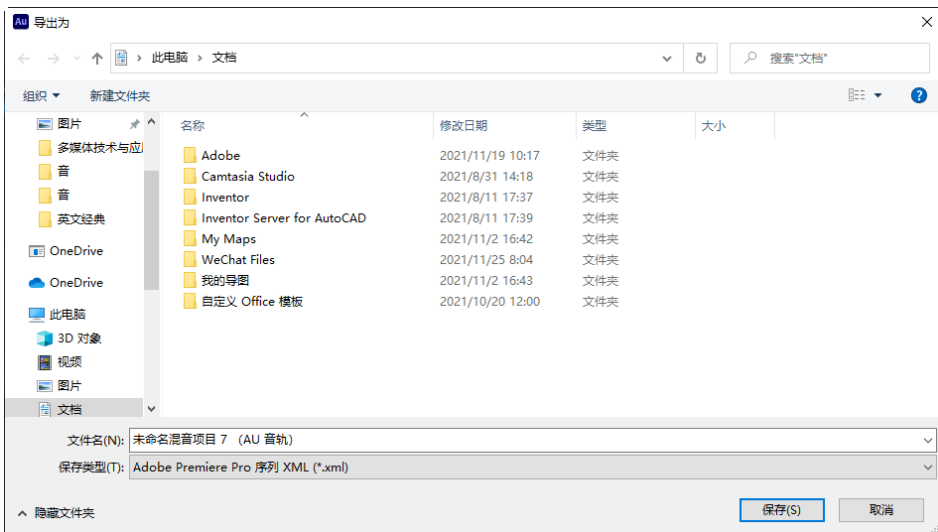 Au 导出为
此电脑 › 文档
搜索"文档"
组织 新建文件夹
名称 修改日期 类型 大小
图片
多媒体技术与应
音
音
英文经典
OneDrive
OneDrive
此电脑
3D 对象
视频
图片
文档
Adobe 2021/11/19 10:17 文件夹
Camtasia Studio 2021/8/31 14:18 文件夹
Inventor 2021/8/11 17:37 文件夹
Inventor Server for AutoCAD 2021/8/11 17:39 文件夹
My Maps 2021/11/2 16:42 文件夹
WeChat Files 2021/11/25 8:04 文件夹
我的导图 2021/11/2 16:43 文件夹
自定义 Office 模板 2021/10/20 12:00 文件夹
文件名(N): 未命名混音项目 7 （AU 音轨）
保存类型(T): Adobe Premiere Pro 序列 XML (*.xml)
隐藏文件夹
保存(S) 取消